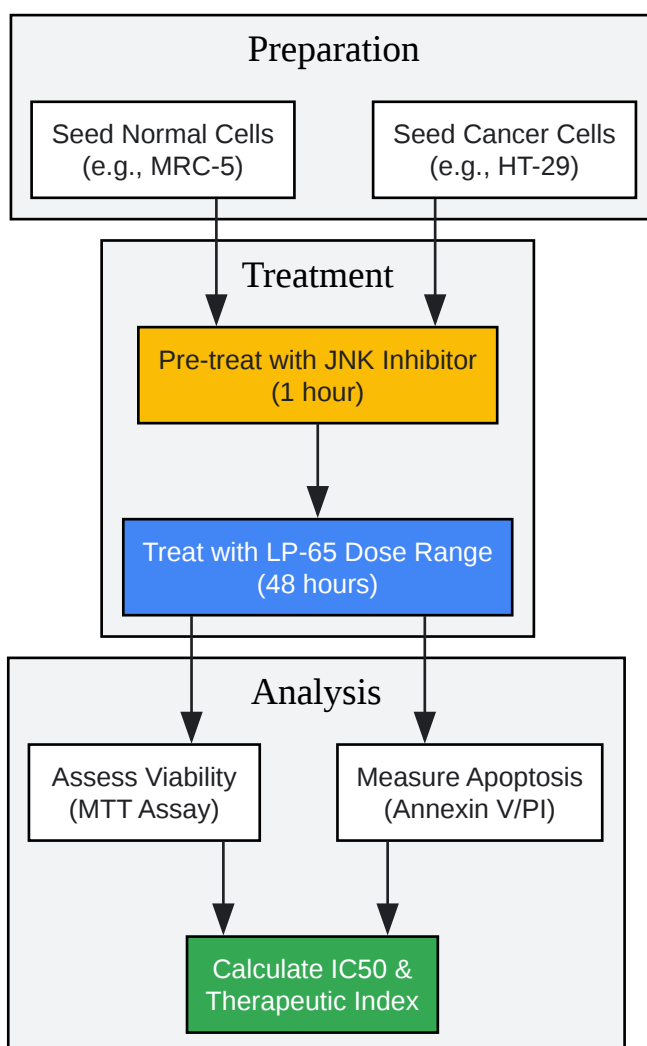 Preparation
Seed Normal Cells
(e.g., MRC-5)
Seed Cancer Cells
(e.g., HT-29)
Treatment
Pre-treat with JNK Inhibitor
(1 hour)
Treat with LP-65 Dose Range
(48 hours)
Analysis
Assess Viability
(MTT Assay)
Measure Apoptosis
(Annexin V/PI)
Calculate IC50 &
Therapeutic Index